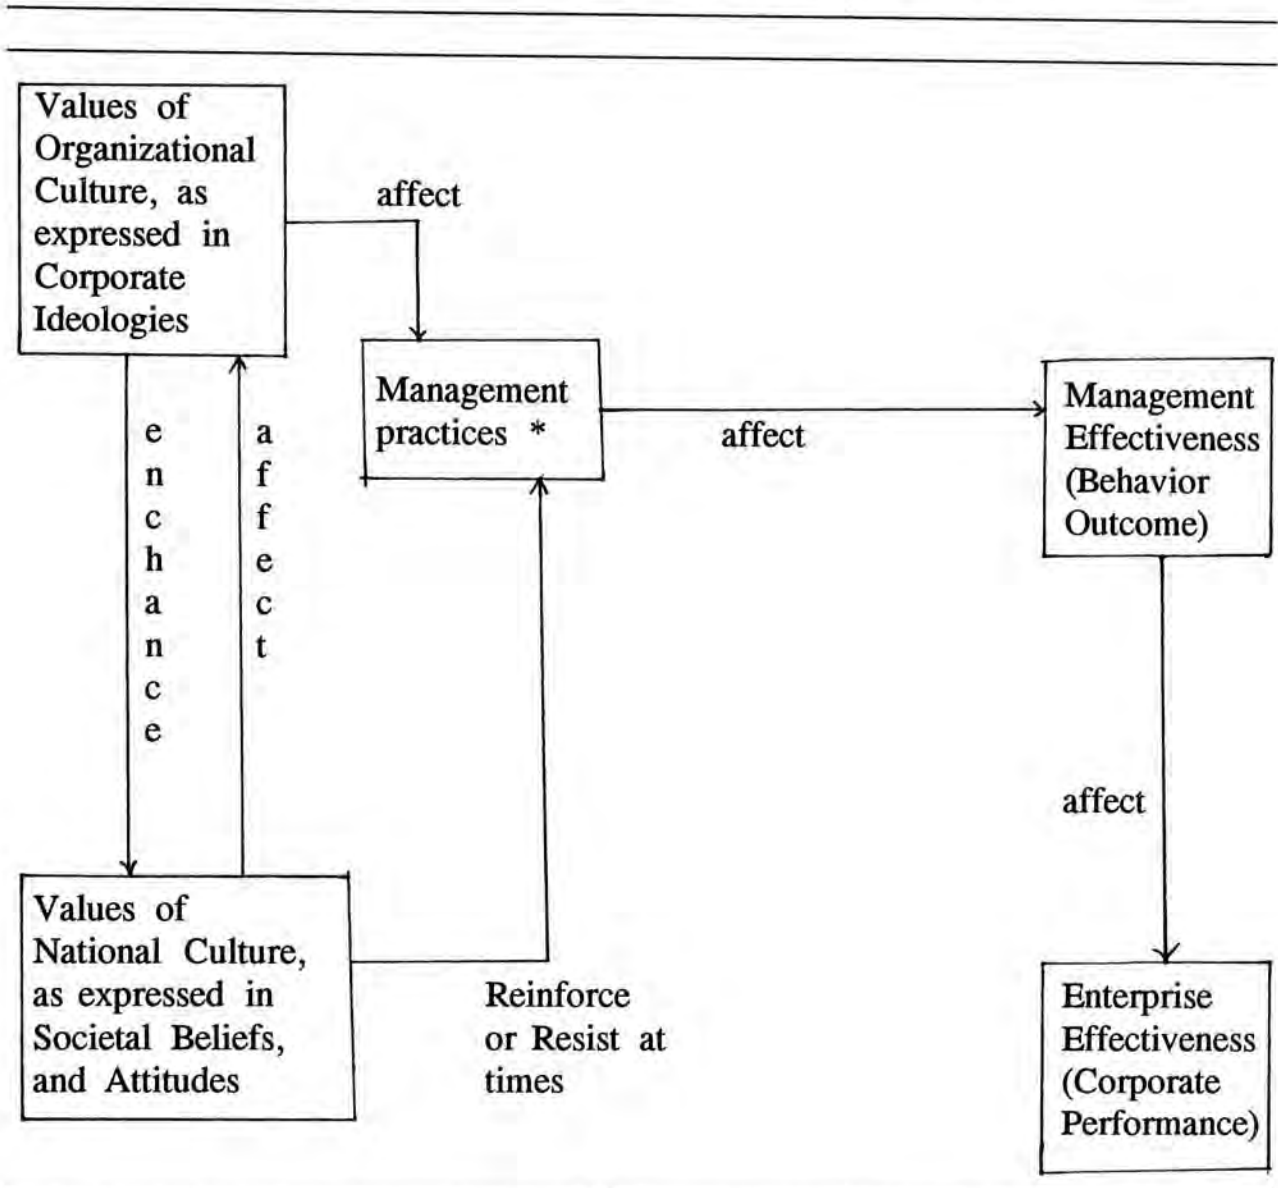 Values of
Organizational
Culture, as
expressed in
Corporate
Ideologies
affect
Management
practices *
affect
Management
Effectiveness
(Behavior
Outcome)
enchance
affect
affect
Values of
National Culture,
as expressed in
Societal Beliefs,
and Attitudes
Reinforce
or Resist at
times
Enterprise
Effectiveness
(Corporate
Performance)